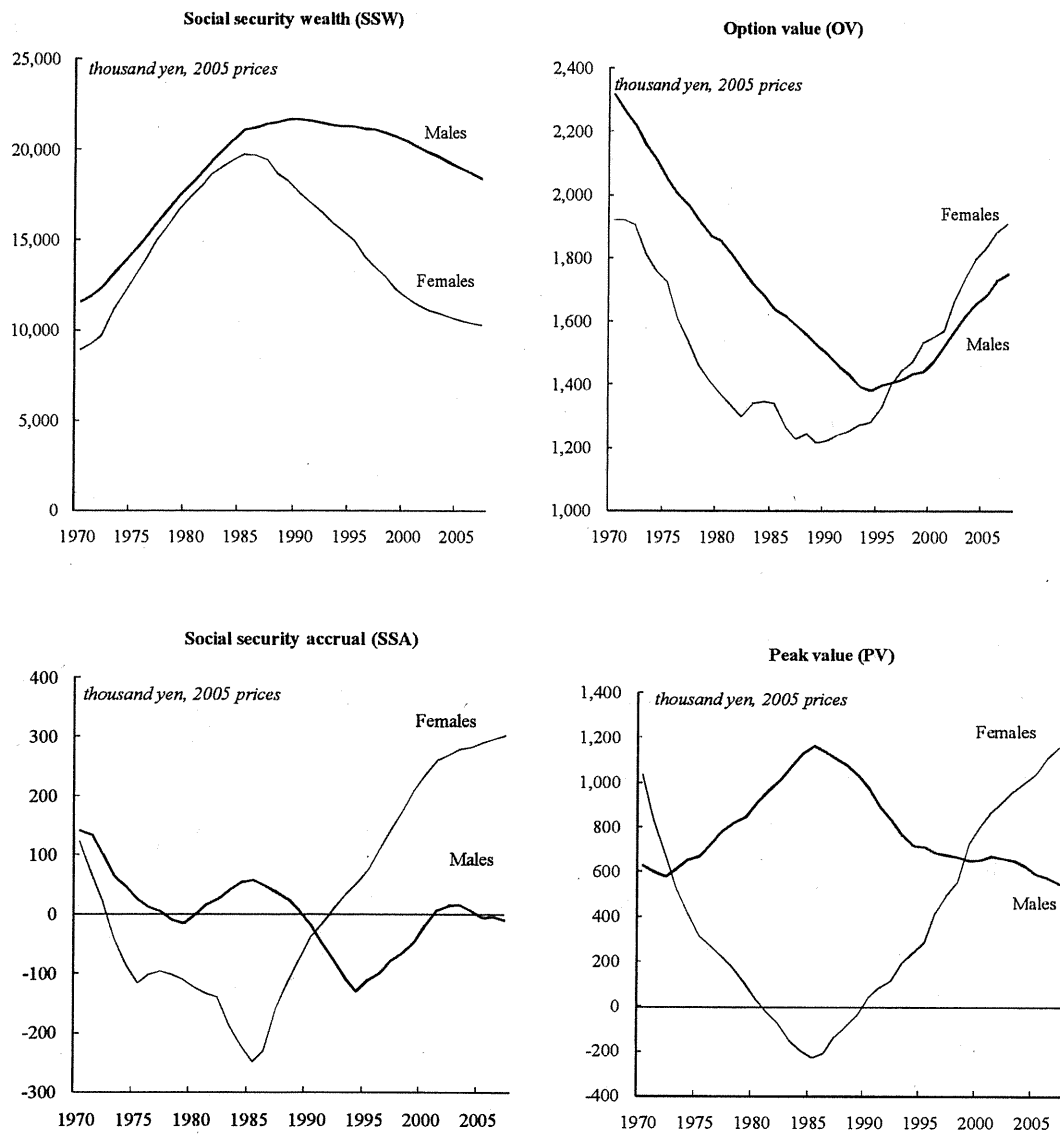 Social security wealth (SSW)
25,000
thousand yen, 2005 prices
20,000
15,000
10,000
5,000
0
Males
Females
1970 1975 1980 1985 1990 1995 2000 2005
Option value (OV)
2,400
thousand yen, 2005 prices
2,200
2,000
1,800
1,600
1,400
1,200
1,000
Females
Males
1970 1975 1980 1985 1990 1995 2000 2005
Social security accrual (SSA)
400
thousand yen, 2005 prices
300
200
100
0
-100
-200
-300
Females
Males
1970 1975 1980 1985 1990 1995 2000 2005
Peak value (PV)
1,400
thousand yen, 2005 prices
1,200
1,000
800
600
400
200
0
-200
-400
Females
Males
1970 1975 1980 1985 1990 1995 2000 2005